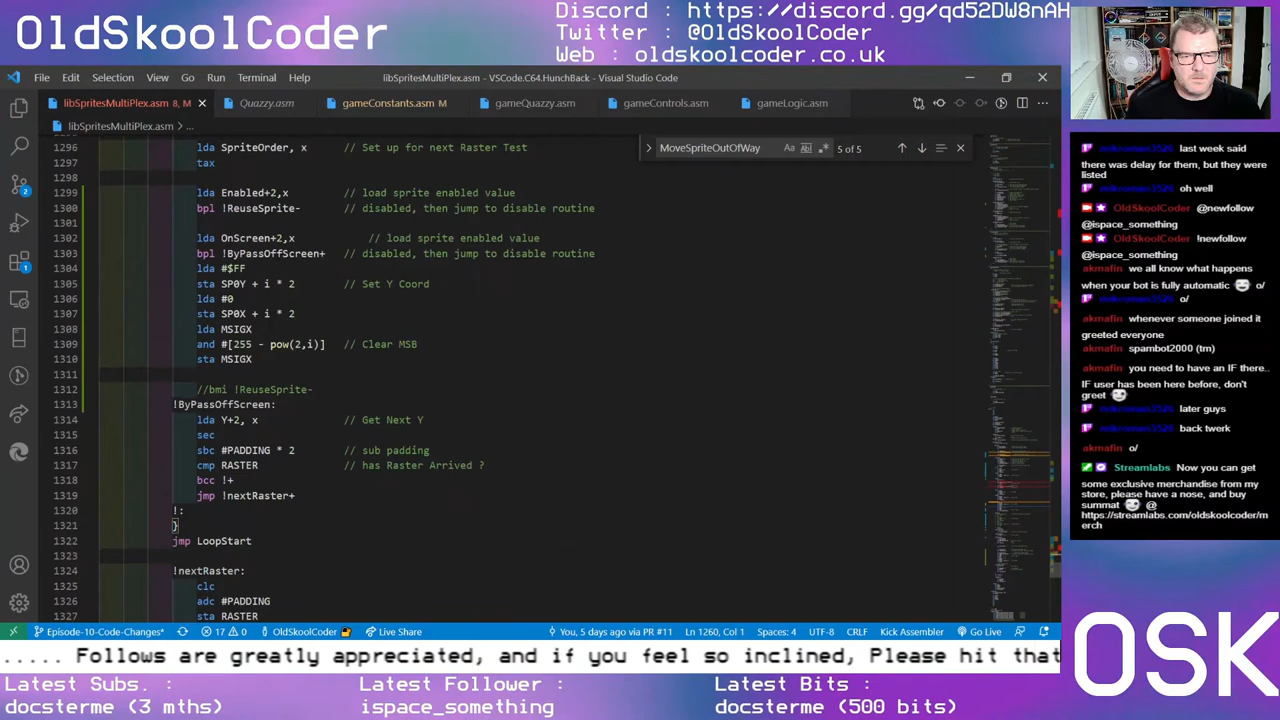 OldSkoolCoder
Discord : https://discord.gg/qd52DW8nAH
Twitter : @OldSkoolCoder
Web : oldskoolcoder.co.uk
File Edit Selection View Go Run Terminal Help
libSpritesMultiPlex.asm - VSCode.C64.HunchBack - Visual Studio Code
libSpritesMultiPlex.asm 8, M
Quazzy.asm
gameConstants.asm M
gameQuazzy.asm
gameControls.asm
gameLogic.asm
libSpritesMultiPlex.asm > ...
MoveSpriteOutOfWay
5 of 5
1296 lda SpriteOrder, // Set up for next Raster Test
1297 tax
1298
1299 lda Enabled+2,x // load sprite enabled value
1300 bpl !ReuseSprite- // disabled, then jump to disable routine
1301
1302 lda OnScreen+2,x // load sprite enabled value
1303 bpl !ByPassOffScreen+ // disabled, then jump to disable routine
1304 lda #$FF
1305 sta SP0Y + i * 2 // Set Y Coord
1306 lda #0
1307 sta SP0X + i * 2
1308 lda MSIGX
1309 and #[255 - pow(2,i)] // Clear MSB
1310 sta MSIGX
1311
1312 //bmi !ReuseSprite-
1313 !ByPassOffScreen:
1314 lda Y+2, x // Get Next Y
1315 sec
1316 sbc #PADDING * 2 // sub padding
1317 cmp RASTER // has Raster Arrived ?
1318 bcc !+
1319 jmp !nextRaster+
1320 !:
1321 }
1322 jmp LoopStart
1323
1324 !nextRaster:
1325 clc
1326 adc #PADDING
1327 sta RASTER
Episode-10-Code-Changes* 17 0 OldSkoolCoder Live Share You, 5 days ago via PR #11 Ln 1260, Col 1 Spaces: 4 UTF-8 CRLF Kick Assembler Go Live
last week said there was delay for them, but they were listed
oh well
OldSkoolCoder @newfollow @ispace_something
OldSkoolCoder !newfollow @ispace_something
akmafin we all know what happens when your bot is fully automatic o/
o/
akmafin whenever someone joined it greeted everyone
akmafin spambot2000 (tm)
akmafin you need to have an IF there.. IF user has been here before, don't greet
later guys
back twerk
akmafin o/
Streamlabs Now you can get some exclusive merchandise from my store, please have a nose, and buy summat @ https://streamlabs.com/oldskoolcoder/merch
OSK
..... Follows are greatly appreciated, and if you feel so inclined, Please hit that
Latest Subs. :
docsterme (3 mths)
Latest Follower :
ispace_something
Latest Bits :
docsterme (500 bits)